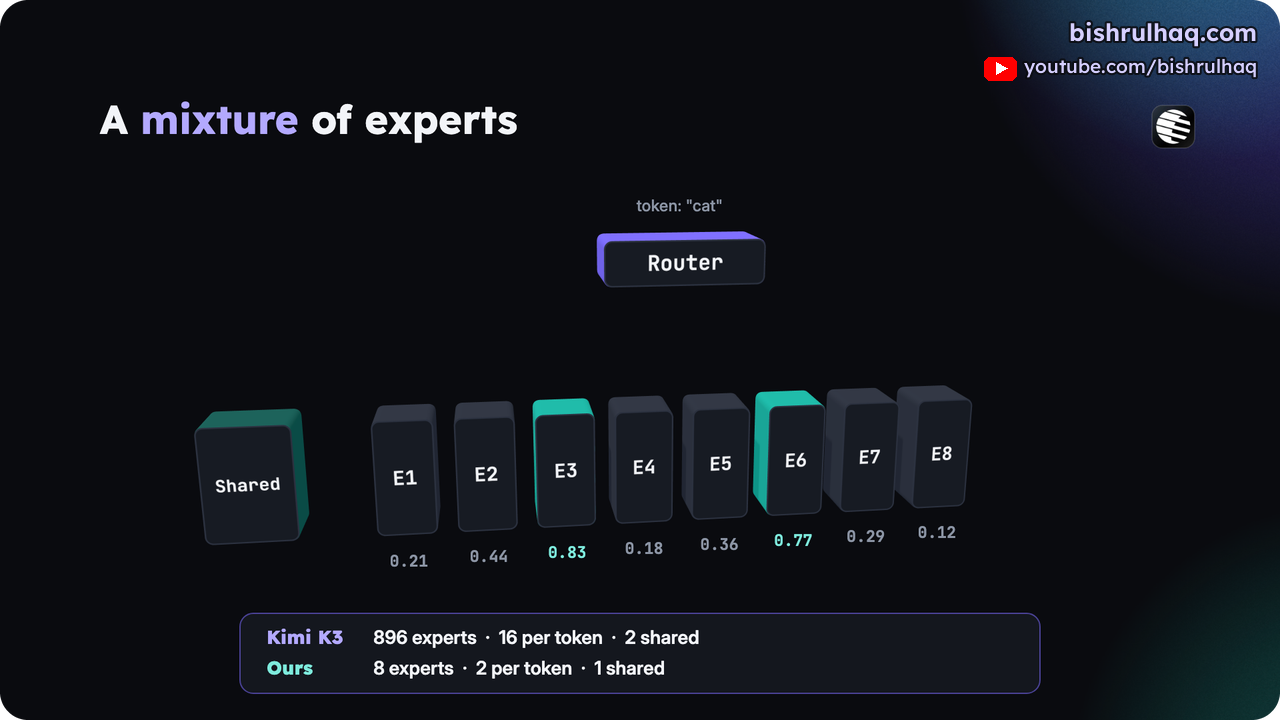 bishrulhaq.com
youtube.com/bishrulhaq
A mixture of experts
token: "cat"
Router
Shared
E1 E2 E3 E4 E5 E6 E7 E8
0.21 0.44 0.83 0.18 0.36 0.77 0.29 0.12
Kimi K3 896 experts · 16 per token · 2 shared
Ours 8 experts · 2 per token · 1 shared